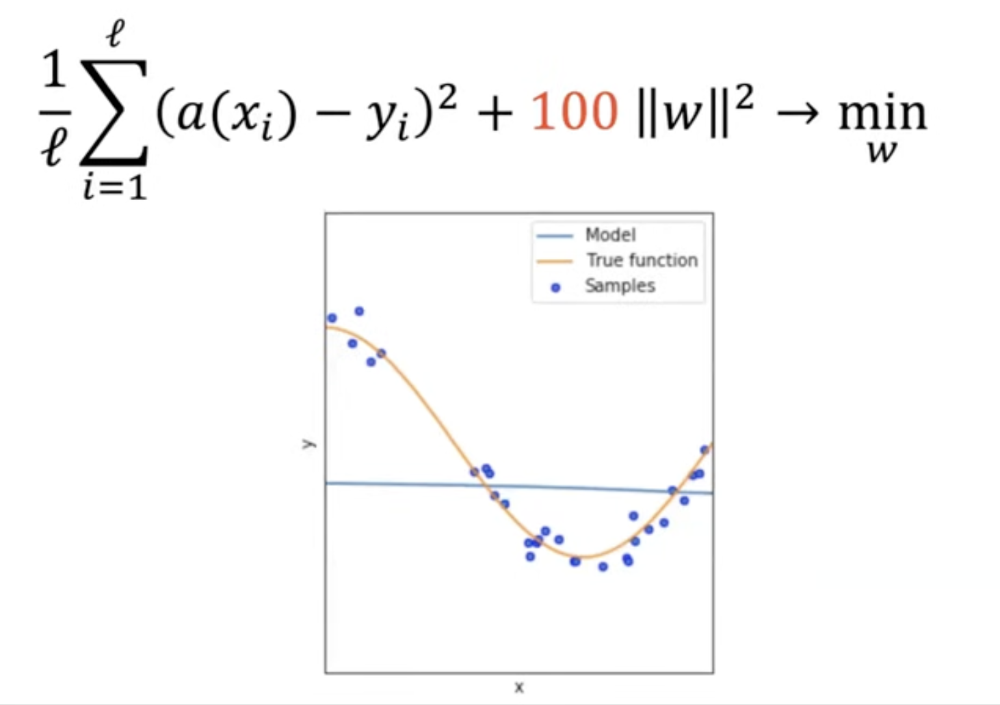 1/ℓ ∑_{i=1}^{ℓ} (a(x_i) − y_i)² + 100 ‖w‖² → min_w
Model
True function
Samples
y
x